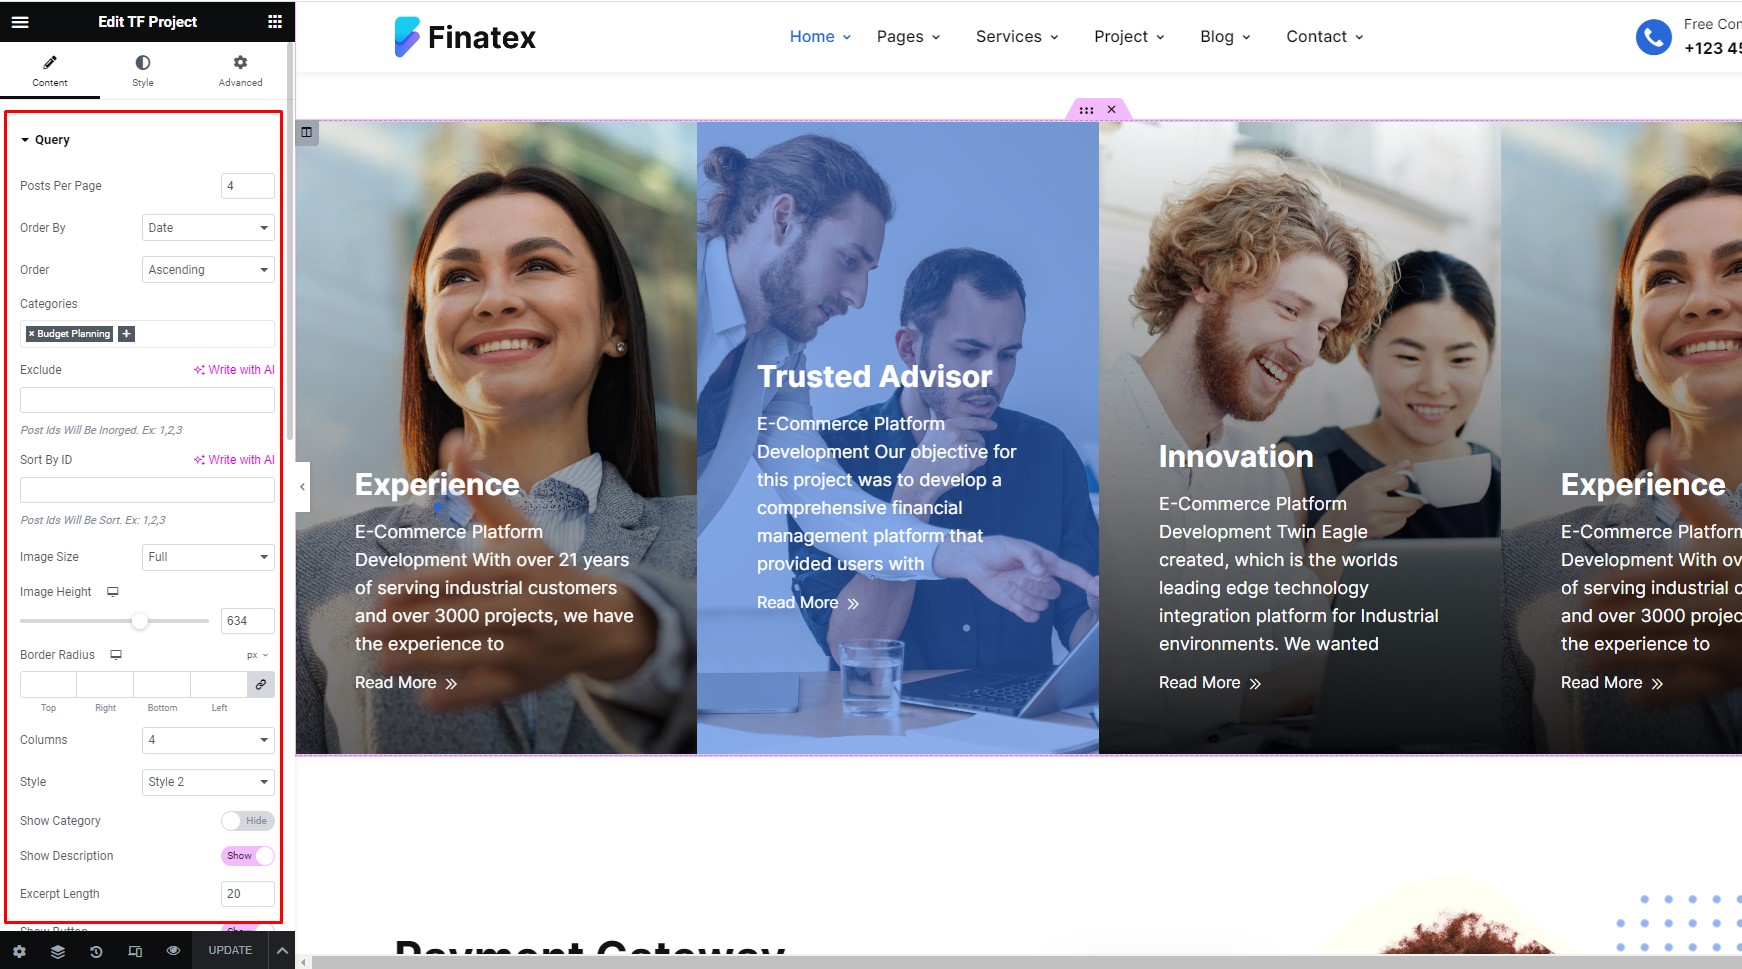 Edit TF Project
Content
Style
Advanced
Query
Posts Per Page
4
Order By
Date
Order
Ascending
Categories
× Budget Planning
+
Exclude
Write with AI
Post Ids Will Be Inorged. Ex: 1,2,3
Sort By ID
Write with AI
Post Ids Will Be Sort. Ex: 1,2,3
Image Size
Full
Image Height
634
Border Radius
px
Top
Right
Bottom
Left
Columns
4
Style
Style 2
Show Category
Hide
Show Description
Show
Excerpt Length
20
Show Button
Show
UPDATE
Finatex
Home
Pages
Services
Project
Blog
Contact
Free Con
+123 45
Experience
E-Commerce Platform
Development With over 21 years
of serving industrial customers
and over 3000 projects, we have
the experience to
Read More
Trusted Advisor
E-Commerce Platform
Development Our objective for
this project was to develop a
comprehensive financial
management platform that
provided users with
Read More
Innovation
E-Commerce Platform
Development Twin Eagle
created, which is the worlds
leading edge technology
integration platform for Industrial
environments. We wanted
Read More
Experience
E-Commerce Platform
Development With ov
of serving industrial c
and over 3000 projec
the experience to
Read More
Payment Gateway